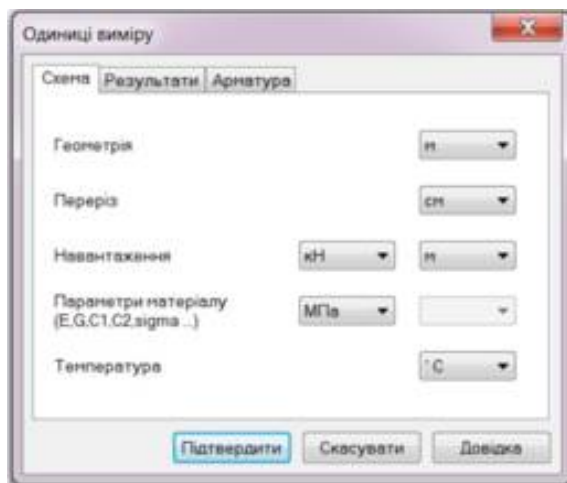 Одиниці виміру
Схема Результати Арматура
Геометрія м
Переріз см
Навантаження кН м
Параметри матеріалу МПа
(E,G,C1,C2,sigma ...)
Температура °C
Підтвердити Скасувати Довідка